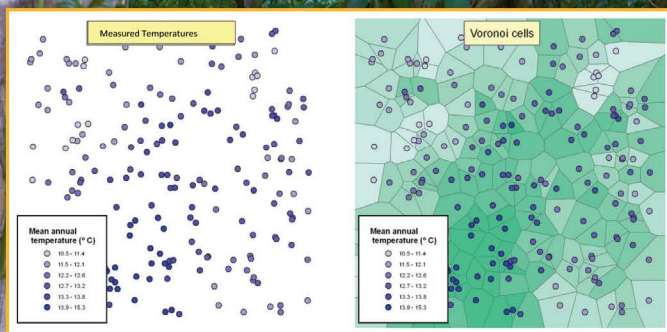 Measured Temperatures
Mean annual
temperature (º C)
10.5 - 11.4
11.5 - 12.1
12.2 - 12.6
12.7 - 13.2
13.3 - 13.8
13.9 - 15.3
Voronoi cells
Mean annual
temperature (º C)
10.5 - 11.4
11.5 - 12.1
12.2 - 12.6
12.7 - 13.2
13.3 - 13.8
13.9 - 15.3